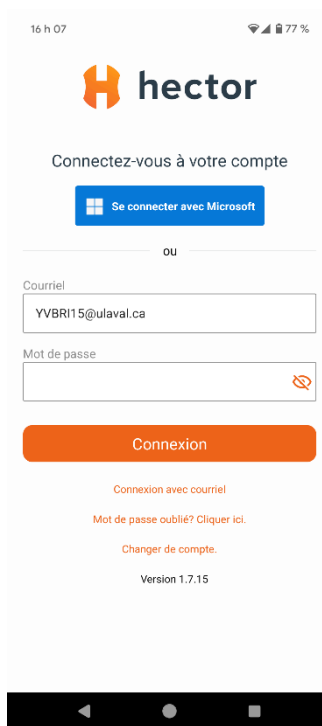 16 h 07
77 %
hector
Connectez-vous à votre compte
Se connecter avec Microsoft
ou
Courriel
YVBRI15@ulaval.ca
Mot de passe
Connexion
Connexion avec courriel
Mot de passe oublié? Cliquer ici.
Changer de compte.
Version 1.7.15